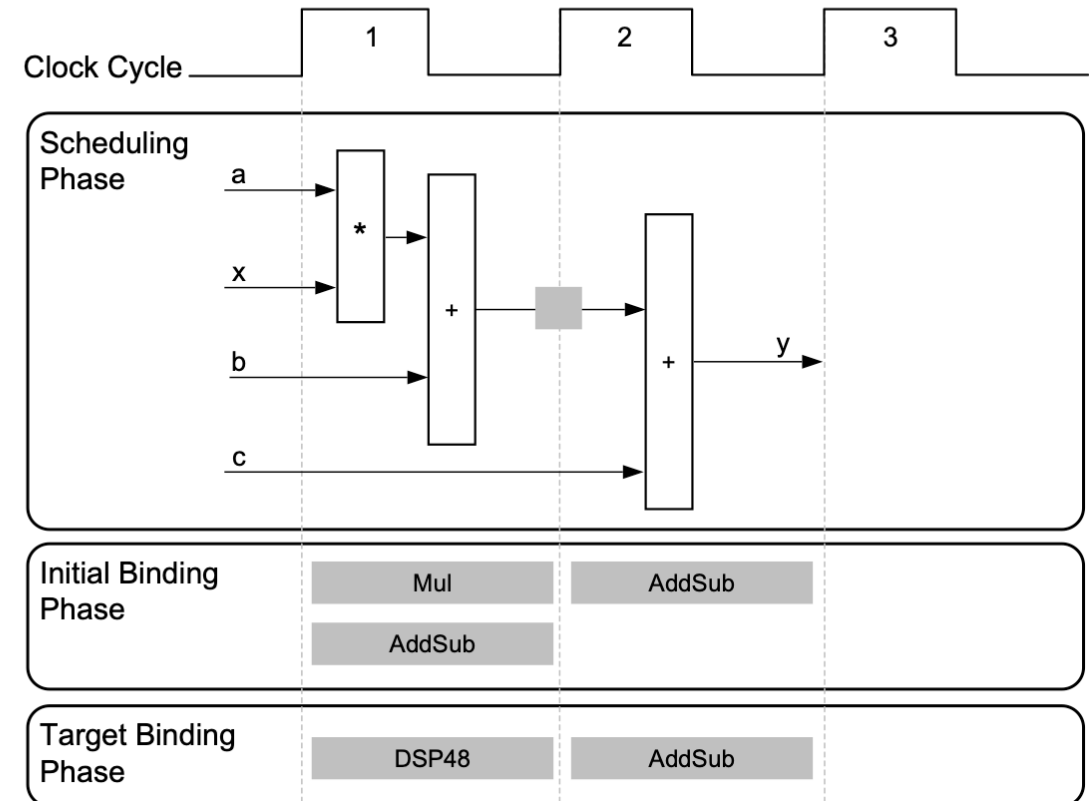 1
2
3
Clock Cycle
Scheduling
Phase
a
*
x
+
b
+
y
c
Initial Binding
Phase
Mul
AddSub
AddSub
Target Binding
Phase
DSP48
AddSub